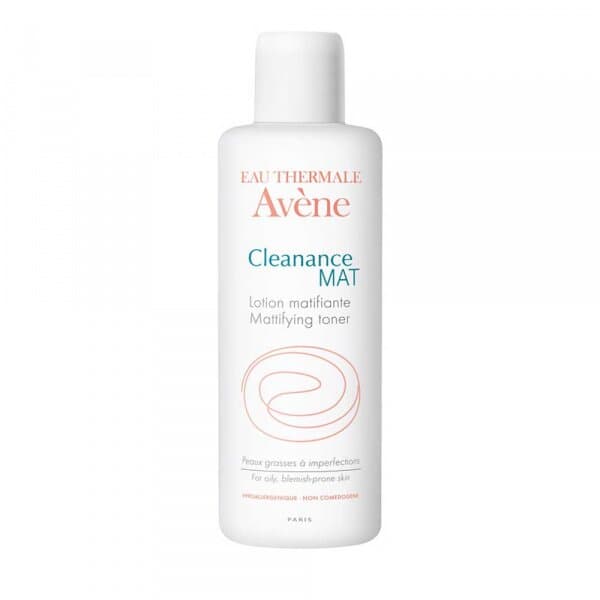 EAU THERMALE
Avène
Cleanance
MAT
Lotion matifiante
Mattifying toner
Peaux grasses à imperfections
For oily, blemish-prone skin
HYPOALLERGÉNIQUE - NON COMÉDOGÈNE
PARIS